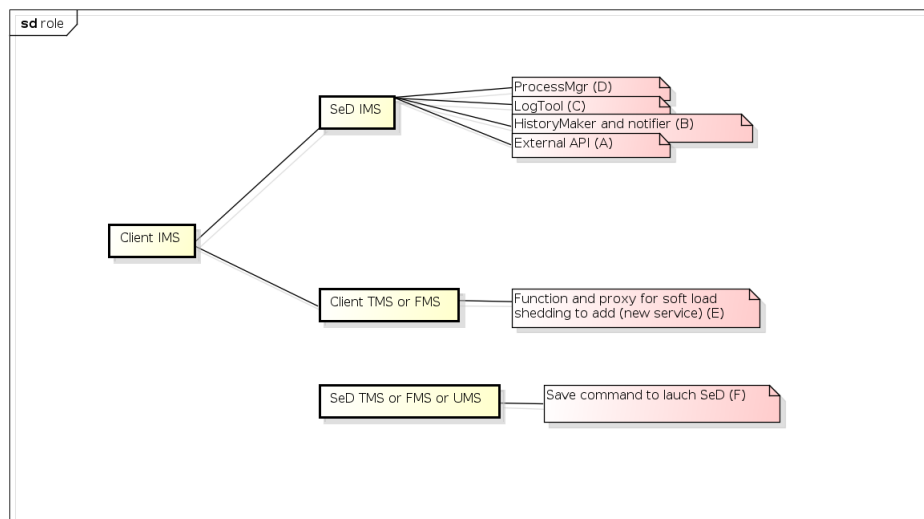 sd role
ProcessMgr (D)
SeD IMS
LogTool (C)
HistoryMaker and notifier (B)
External API (A)
Client IMS
Client TMS or FMS
Function and proxy for soft load
shedding to add (new service) (E)
SeD TMS or FMS or UMS
Save command to lauch SeD (F)